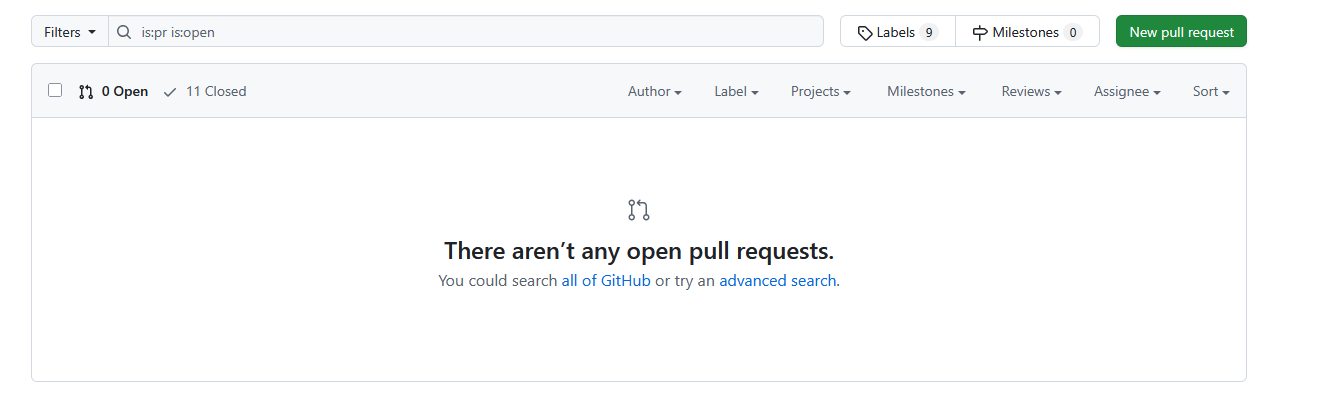 Filters is:pr is:open Labels 9 Milestones 0 New pull request
0 Open 11 Closed Author Label Projects Milestones Reviews Assignee Sort
There aren’t any open pull requests.
You could search all of GitHub or try an advanced search.